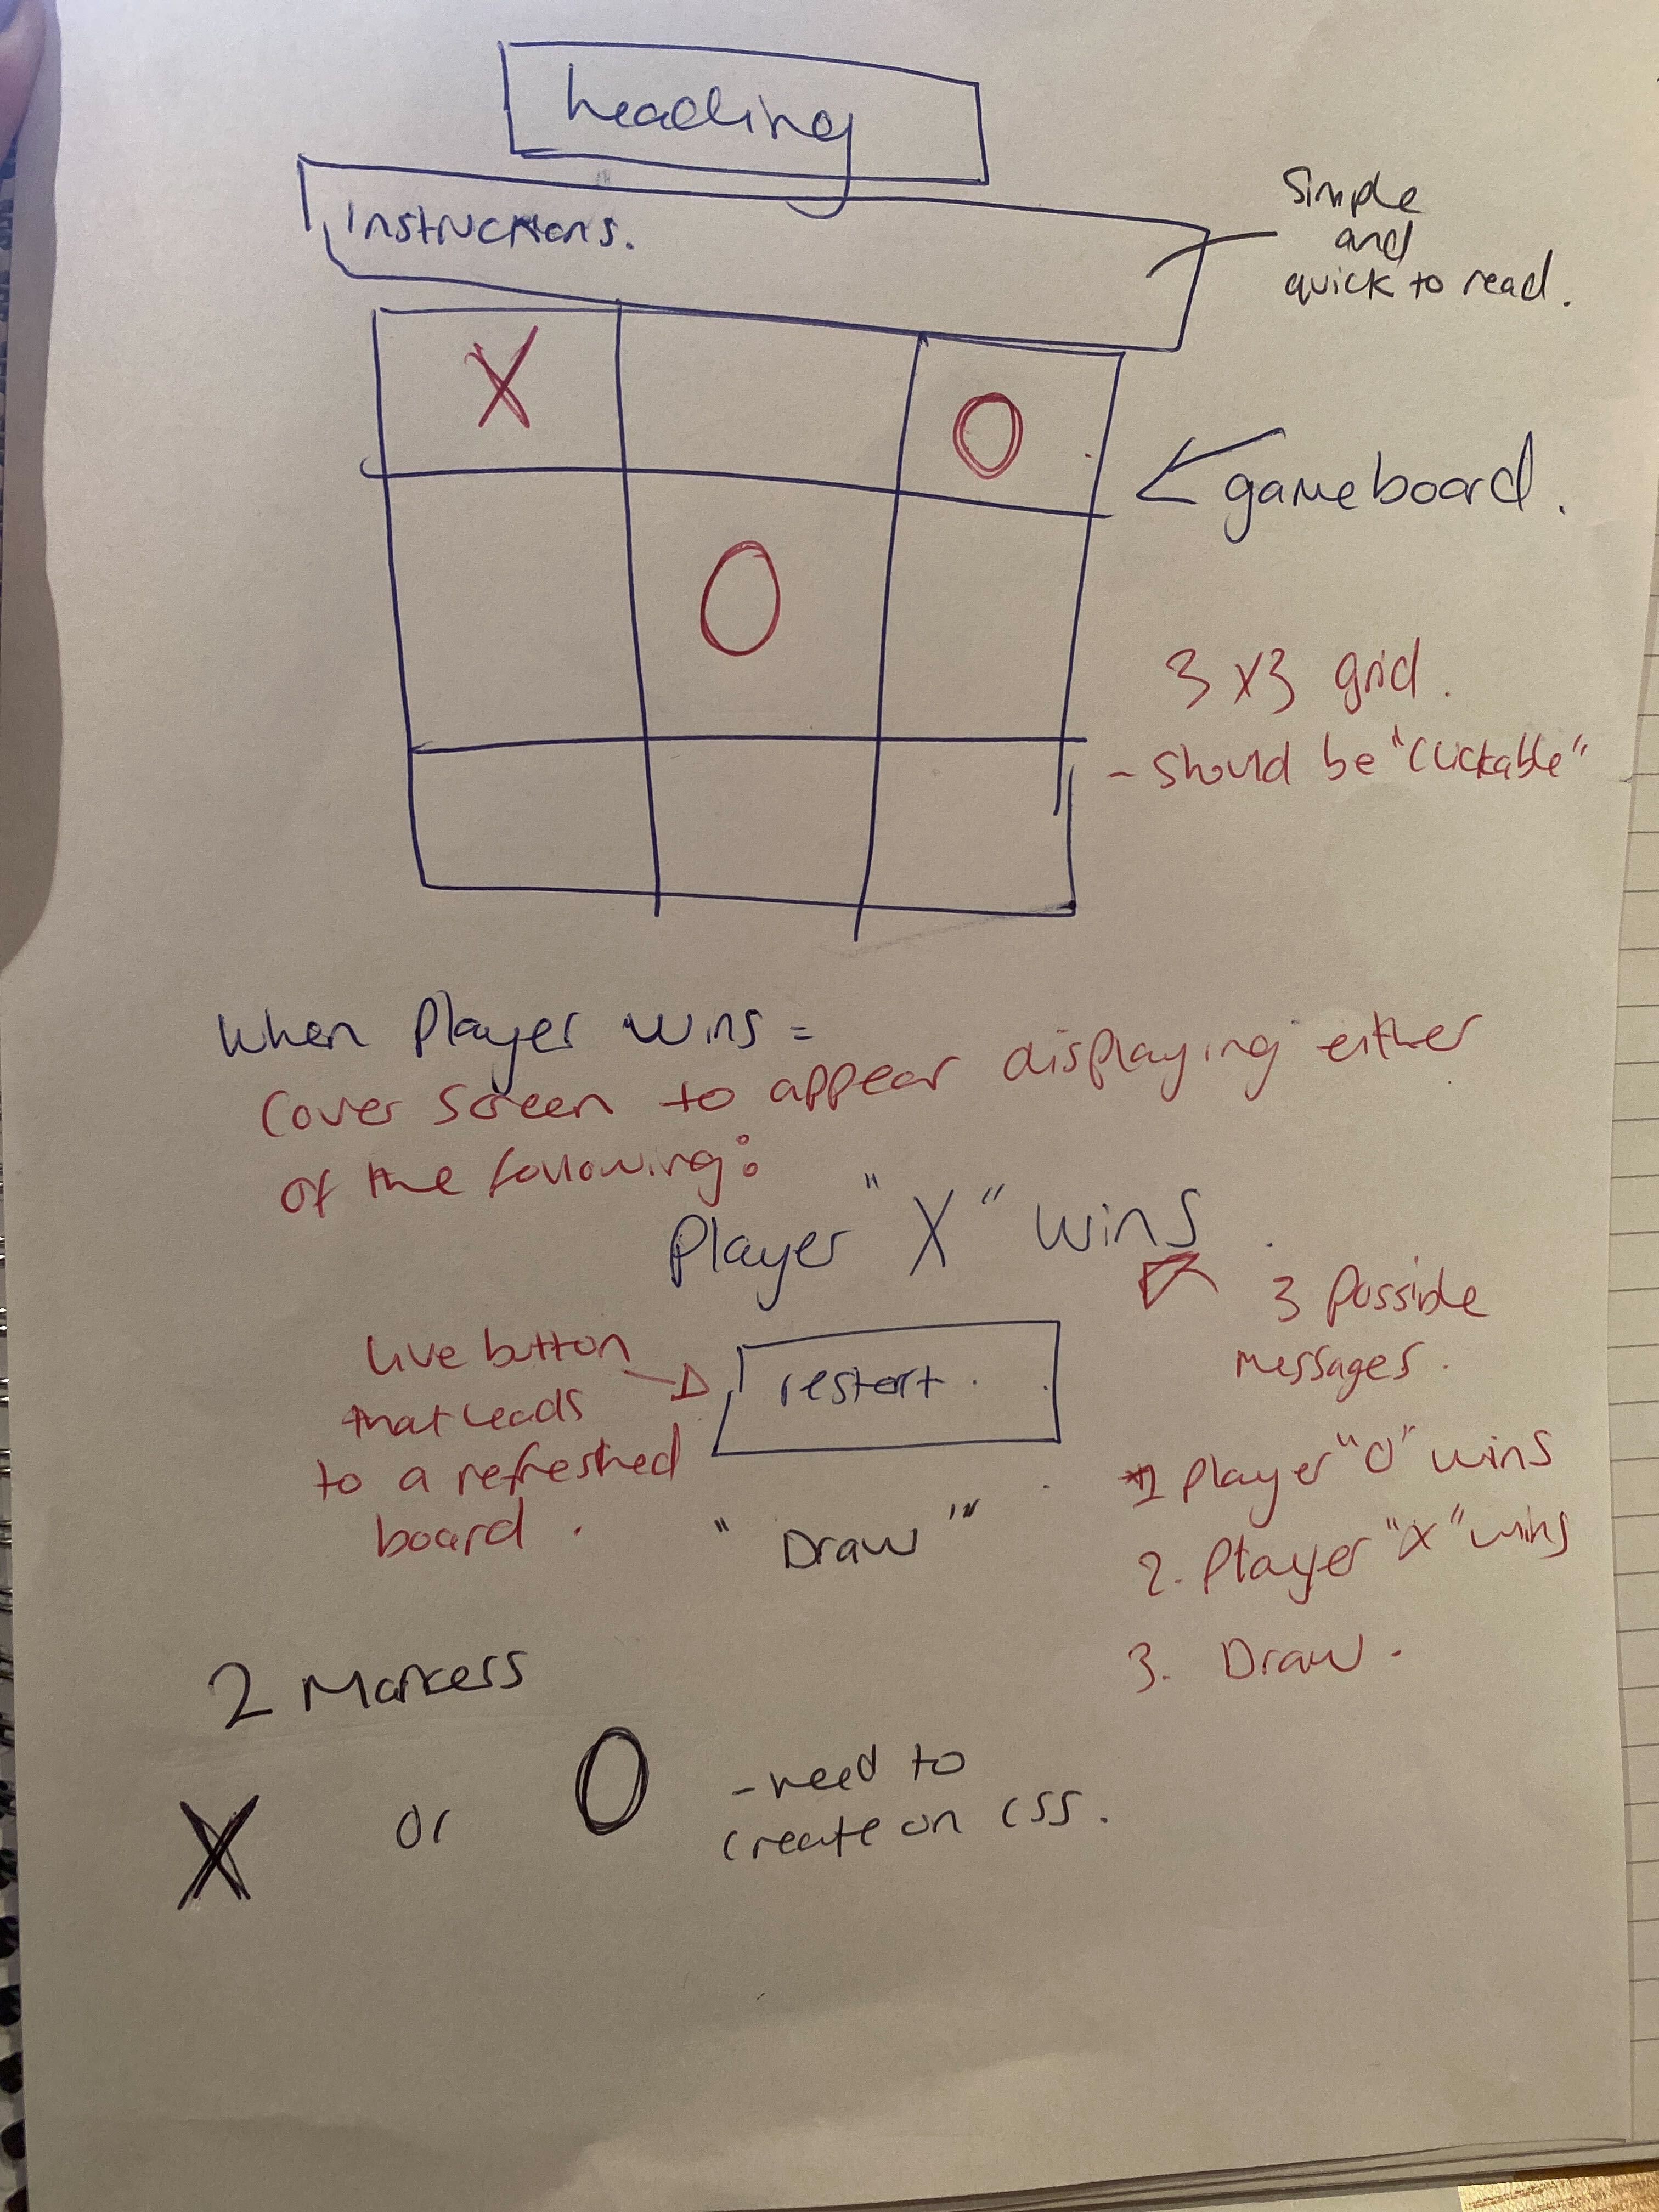 heading
instructions.
Simple
and
quick to read.
X
O
gameboard.
O
3 x 3 grid.
- should be "clickable"
When Player wins =
Cover screen to appear displaying either
of the following:
Player "X" wins.
3 possible
messages.
live button
that leads
to a refreshed
board.
restart.
"Draw"
1 Player "O" wins
2. Player "X" wins
3. Draw.
2 Markers
X or O
- need to
create on css.